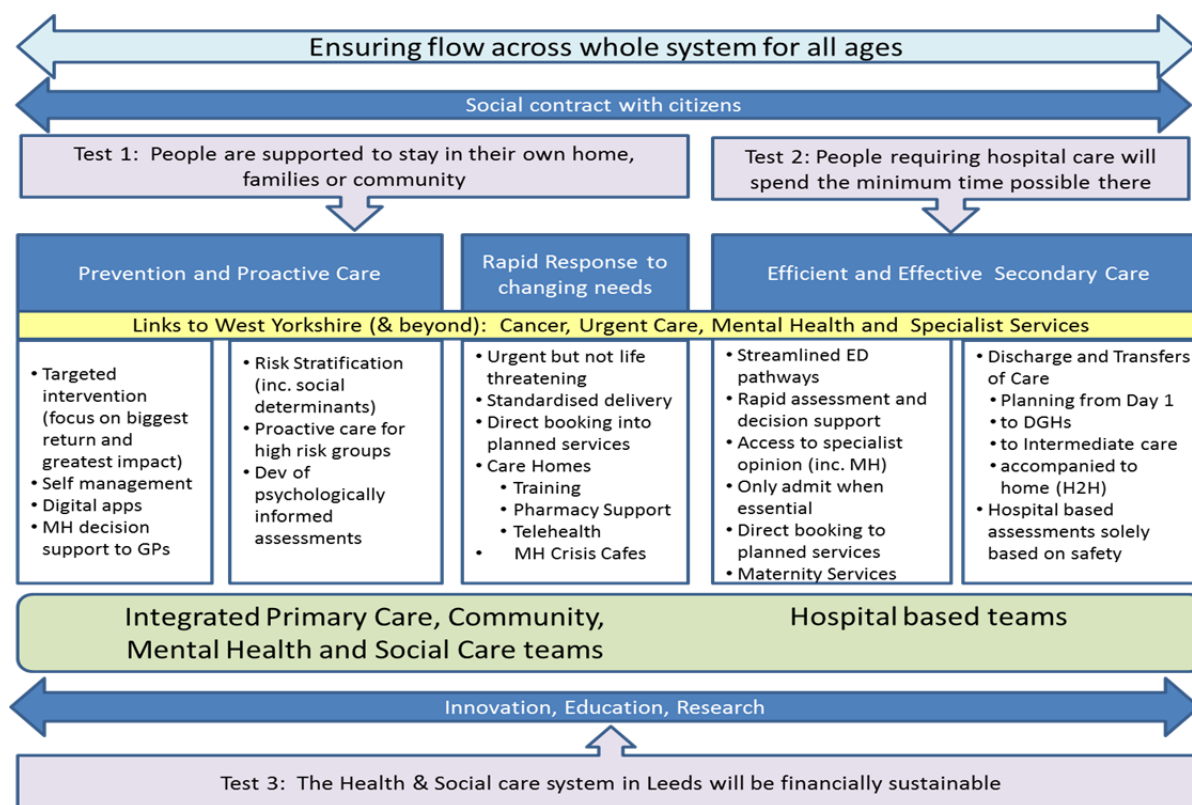 Ensuring flow across whole system for all ages
Social contract with citizens
Test 1: People are supported to stay in their own home,
families or community
Test 2: People requiring hospital care will
spend the minimum time possible there
Prevention and Proactive Care
Rapid Response to
changing needs
Efficient and Effective Secondary Care
Links to West Yorkshire (& beyond): Cancer, Urgent Care, Mental Health and Specialist Services
• Targeted
intervention
(focus on biggest
return and
greatest impact)
• Self management
• Digital apps
• MH decision
support to GPs
• Risk Stratification
(inc. social
determinants)
• Proactive care for
high risk groups
• Dev of
psychologically
informed
assessments
• Urgent but not life
threatening
• Standardised delivery
• Direct booking into
planned services
• Care Homes
• Training
• Pharmacy Support
• Telehealth
• MH Crisis Cafes
• Streamlined ED
pathways
• Rapid assessment and
decision support
• Access to specialist
opinion (inc. MH)
• Only admit when
essential
• Direct booking to
planned services
• Maternity Services
• Discharge and Transfers
of Care
• Planning from Day 1
• to DGHs
• to Intermediate care
• accompanied to
home (H2H)
• Hospital based
assessments solely
based on safety
Integrated Primary Care, Community,
Mental Health and Social Care teams
Hospital based teams
Innovation, Education, Research
Test 3: The Health & Social care system in Leeds will be financially sustainable